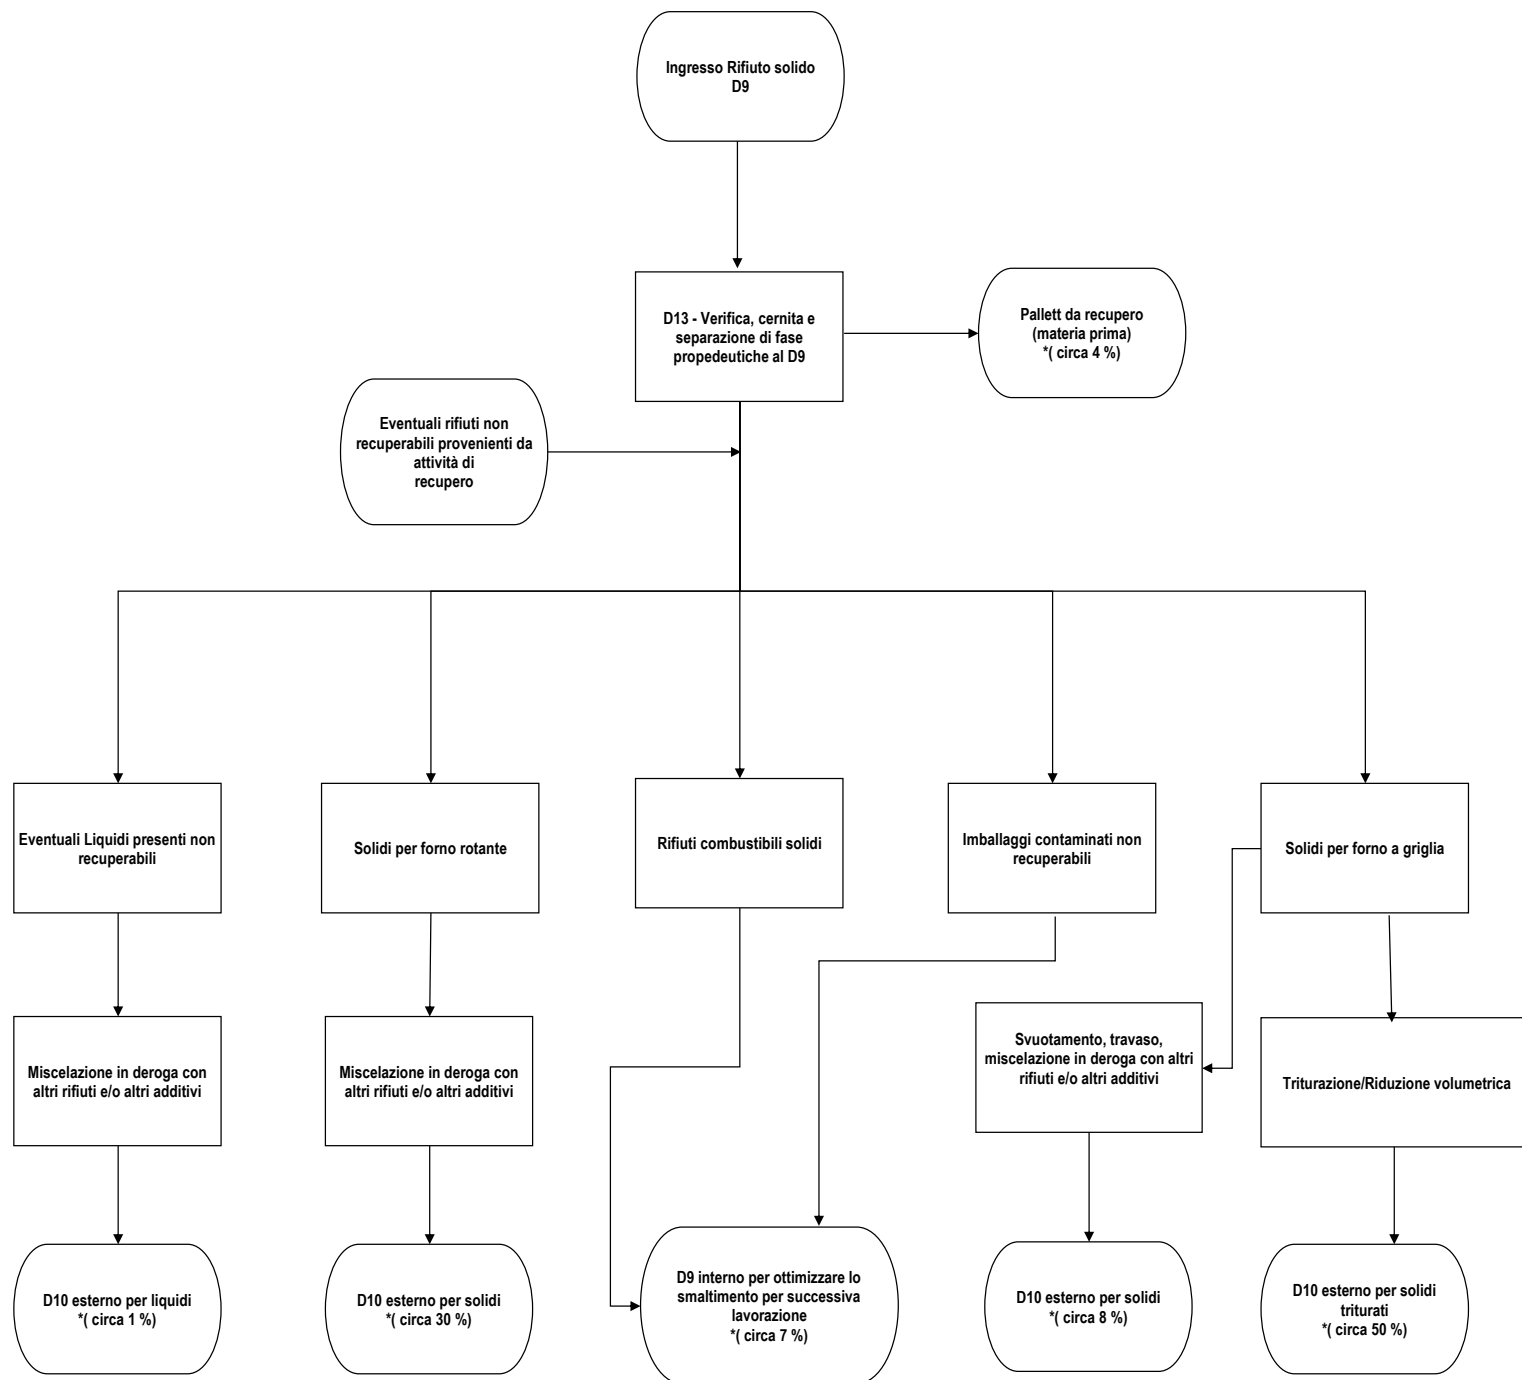 Ingresso Rifiuto solido
D9
D13 - Verifica, cernita e
separazione di fase
propedeutiche al D9
Pallett da recupero
(materia prima)
*( circa 4 %)
Eventuali rifiuti non
recuperabili provenienti da
attività di
recupero
Eventuali Liquidi presenti non
recuperabili
Solidi per forno rotante
Rifiuti combustibili solidi
Imballaggi contaminati non
recuperabili
Solidi per forno a griglia
Miscelazione in deroga con
altri rifiuti e/o altri additivi
Miscelazione in deroga con
altri rifiuti e/o altri additivi
Svuotamento, travaso,
miscelazione in deroga con altri
rifiuti e/o altri additivi
Triturazione/Riduzione volumetrica
D10 esterno per liquidi
*( circa 1 %)
D10 esterno per solidi
*( circa 30 %)
D9 interno per ottimizzare lo
smaltimento per successiva
lavorazione
*( circa 7 %)
D10 esterno per solidi
*( circa 8 %)
D10 esterno per solidi
triturati
*( circa 50 %)